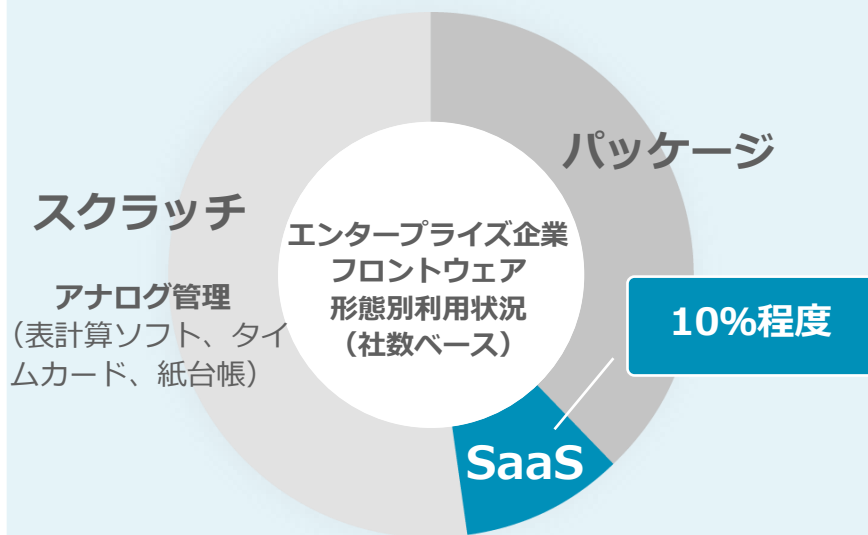 パッケージ
スクラッチ
アナログ管理
（表計算ソフト、タイ
ムカード、紙台帳）
エンタープライズ企業
フロントウェア
形態別利用状況
（社数ベース）
10%程度
SaaS